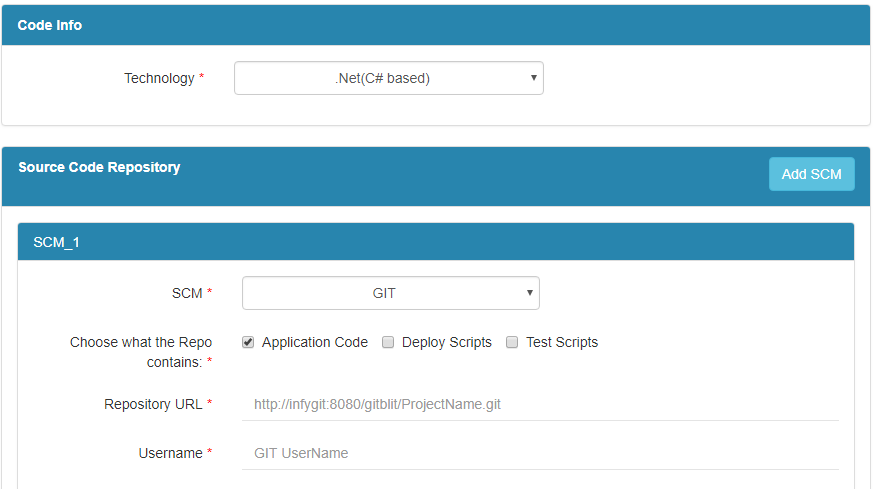 Code Info
Technology *
.Net(C# based)
Source Code Repository
Add SCM
SCM_1
SCM *
GIT
Choose what the Repo
contains: *
Application Code Deploy Scripts Test Scripts
Repository URL *
http://infygit:8080/gitblit/ProjectName.git
Username *
GIT UserName